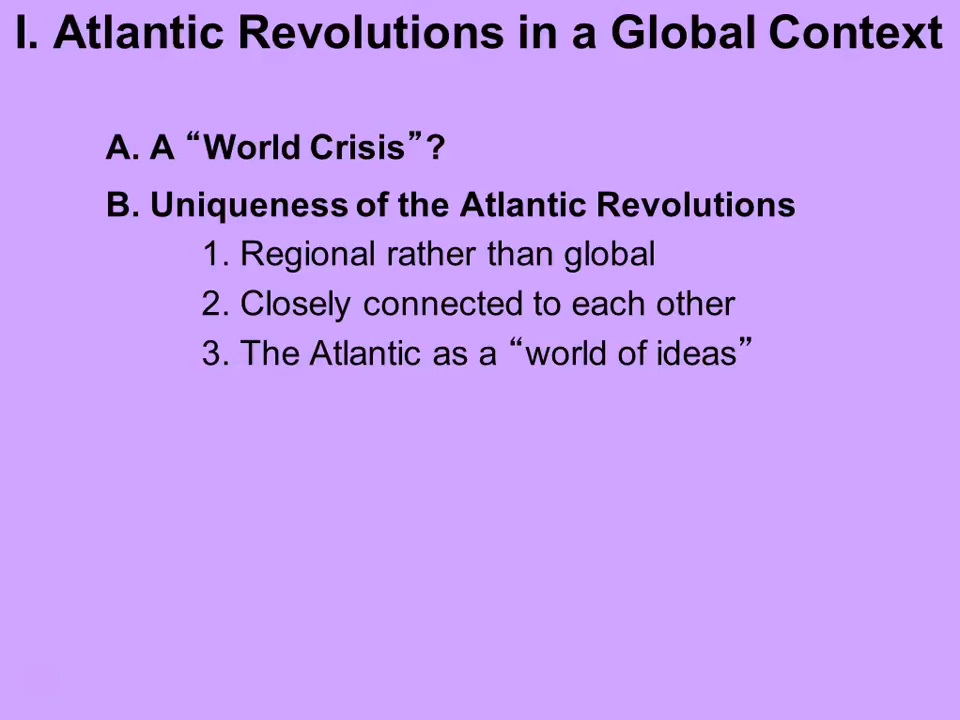 I. Atlantic Revolutions in a Global Context
A. A “World Crisis”?
B. Uniqueness of the Atlantic Revolutions
1. Regional rather than global
2. Closely connected to each other
3. The Atlantic as a “world of ideas”